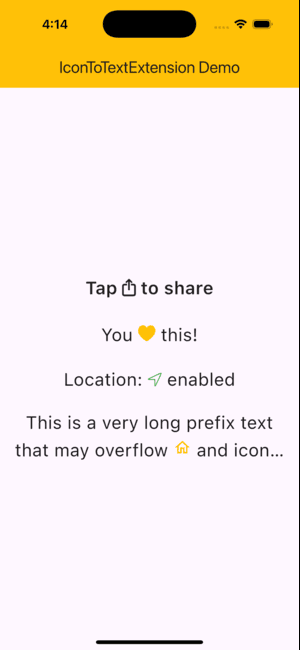 4:14
IconToTextExtension Demo
Tap to share
You this!
Location: enabled
This is a very long prefix text
that may overflow and icon...